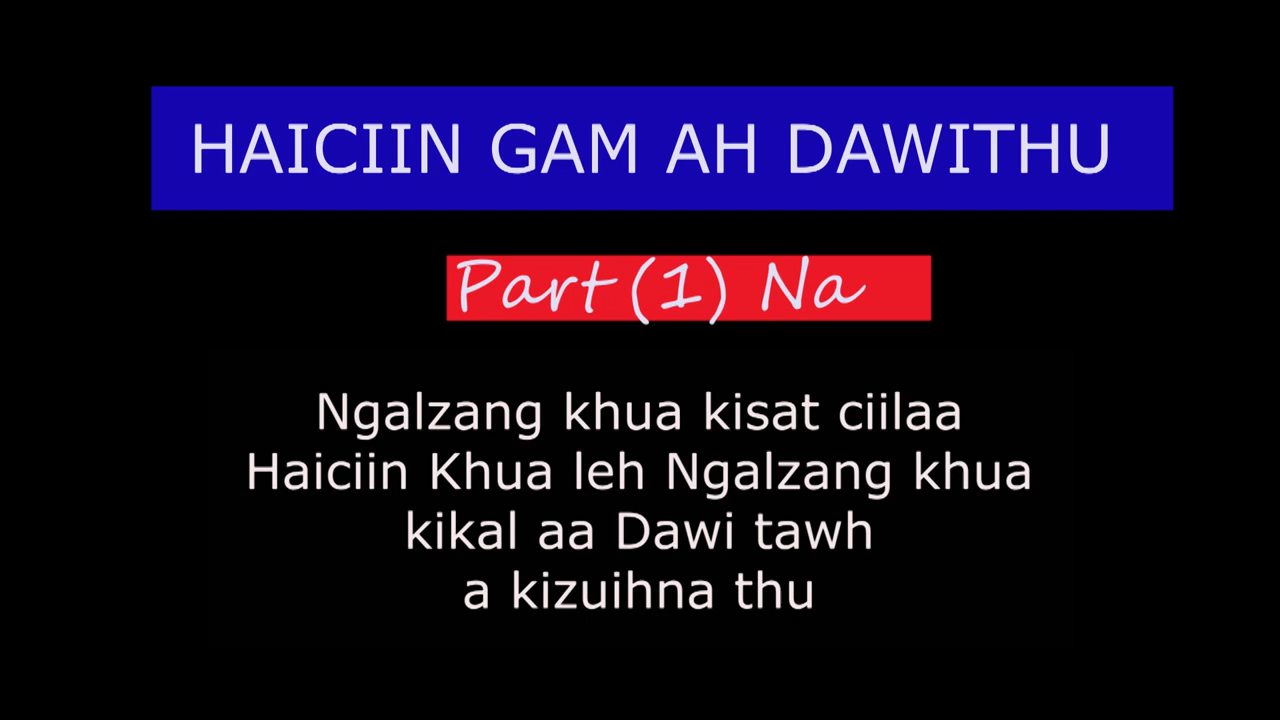 HAICIIN GAM AH DAWITHU
Part (1) Na
Ngalzang khua kisat ciilaa
Haiciin Khua leh Ngalzang khua
kikal aa Dawi tawh
a kizuihna thu